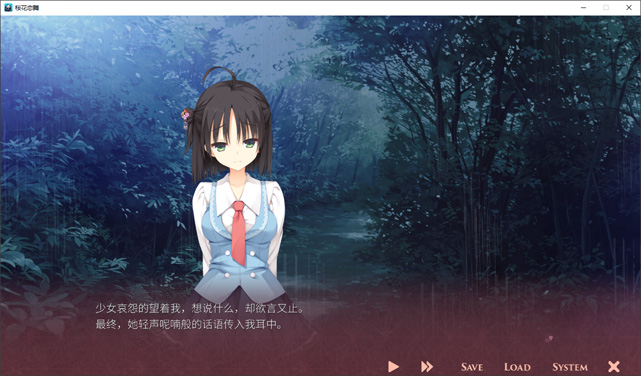 桜花恋舞
少女哀怨的望着我，想说什么，却欲言又止。
最终，她轻声呢喃般的话语传入我耳中。
SAVE
LOAD
SYSTEM